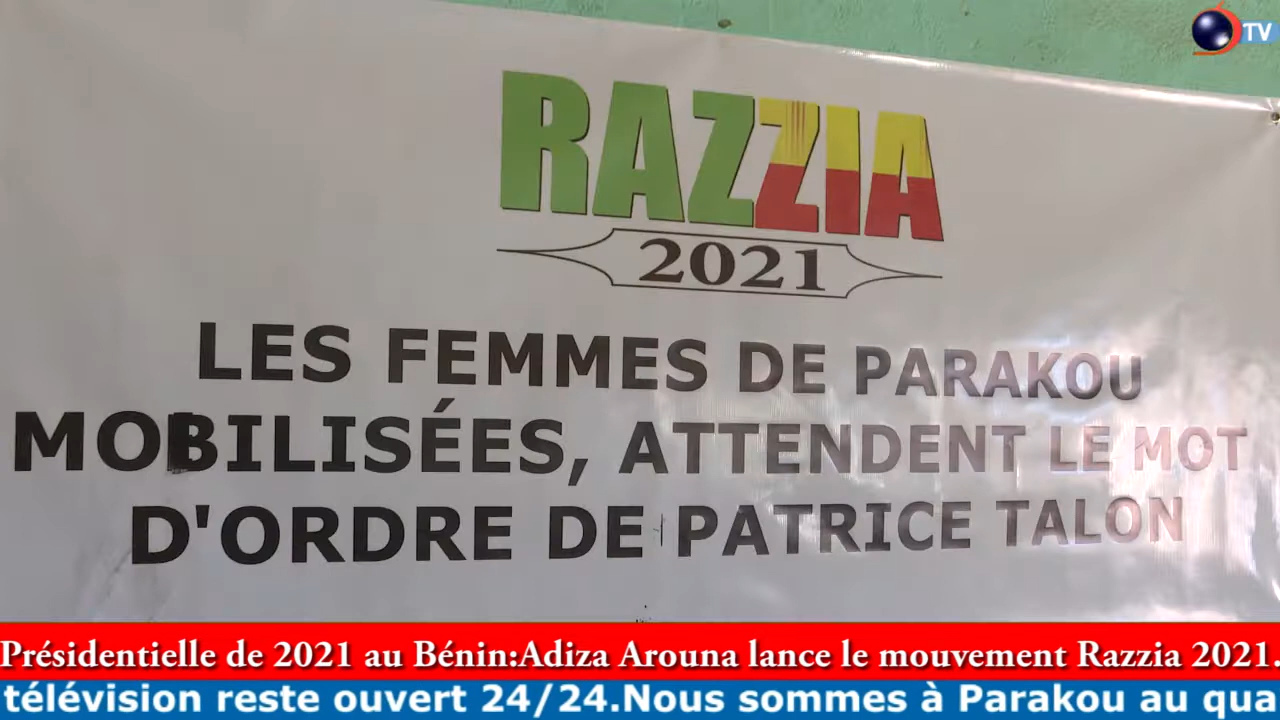 TV
RAZZIA
2021
LES FEMMES DE PARAKOU
MOBILISÉES, ATTENDENT LE MOT
D'ORDRE DE PATRICE TALON
Présidentielle de 2021 au Bénin:Adiza Arouna lance le mouvement Razzia 2021.
télévision reste ouvert 24/24.Nous sommes à Parakou au qua